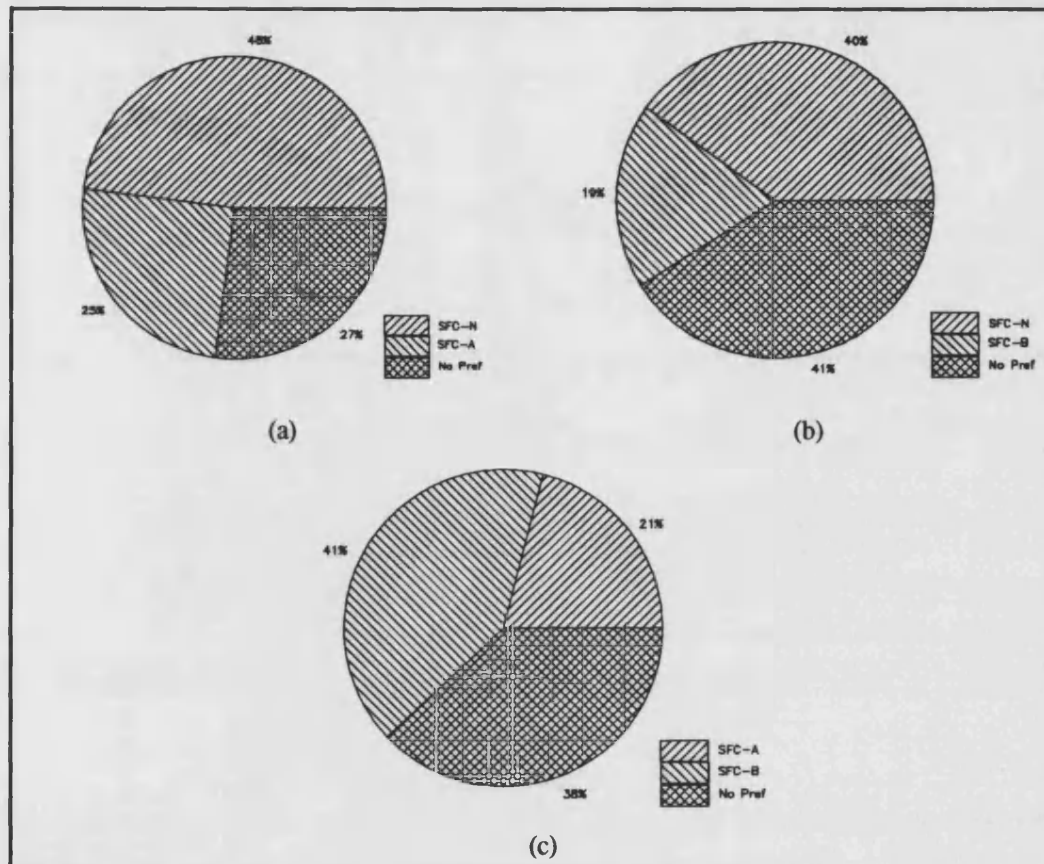 48%
25%
27%
SFC-N
SFC-A
No Pref
(a)
40%
19%
41%
SFC-N
SFC-B
No Pref
(b)
21%
41%
38%
SFC-A
SFC-B
No Pref
(c)